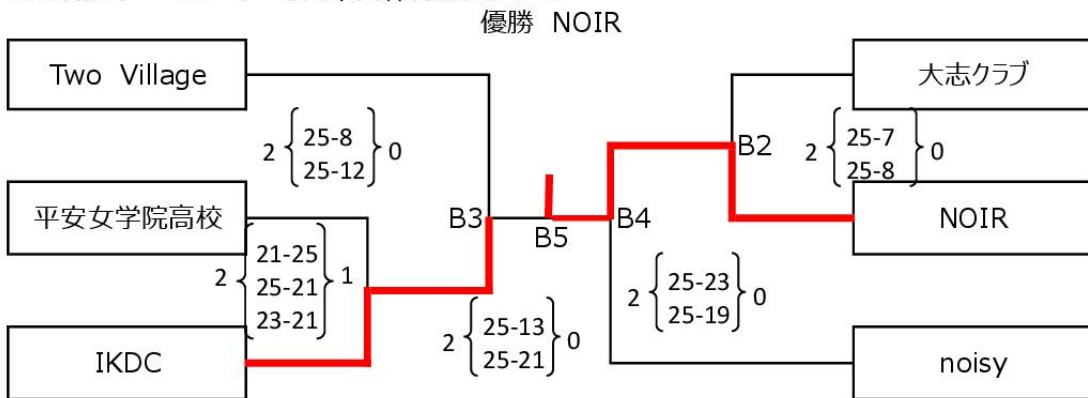 優勝 NOIR
Two Village
大志クラブ
2 { 25-8 25-12 } 0
B2
2 { 25-7 25-8 } 0
平安女学院高校
B3
B5
B4
NOIR
2 { 21-25 25-21 23-21 } 1
2 { 25-23 25-19 } 0
2 { 25-13 25-21 } 0
IKDC
noisy